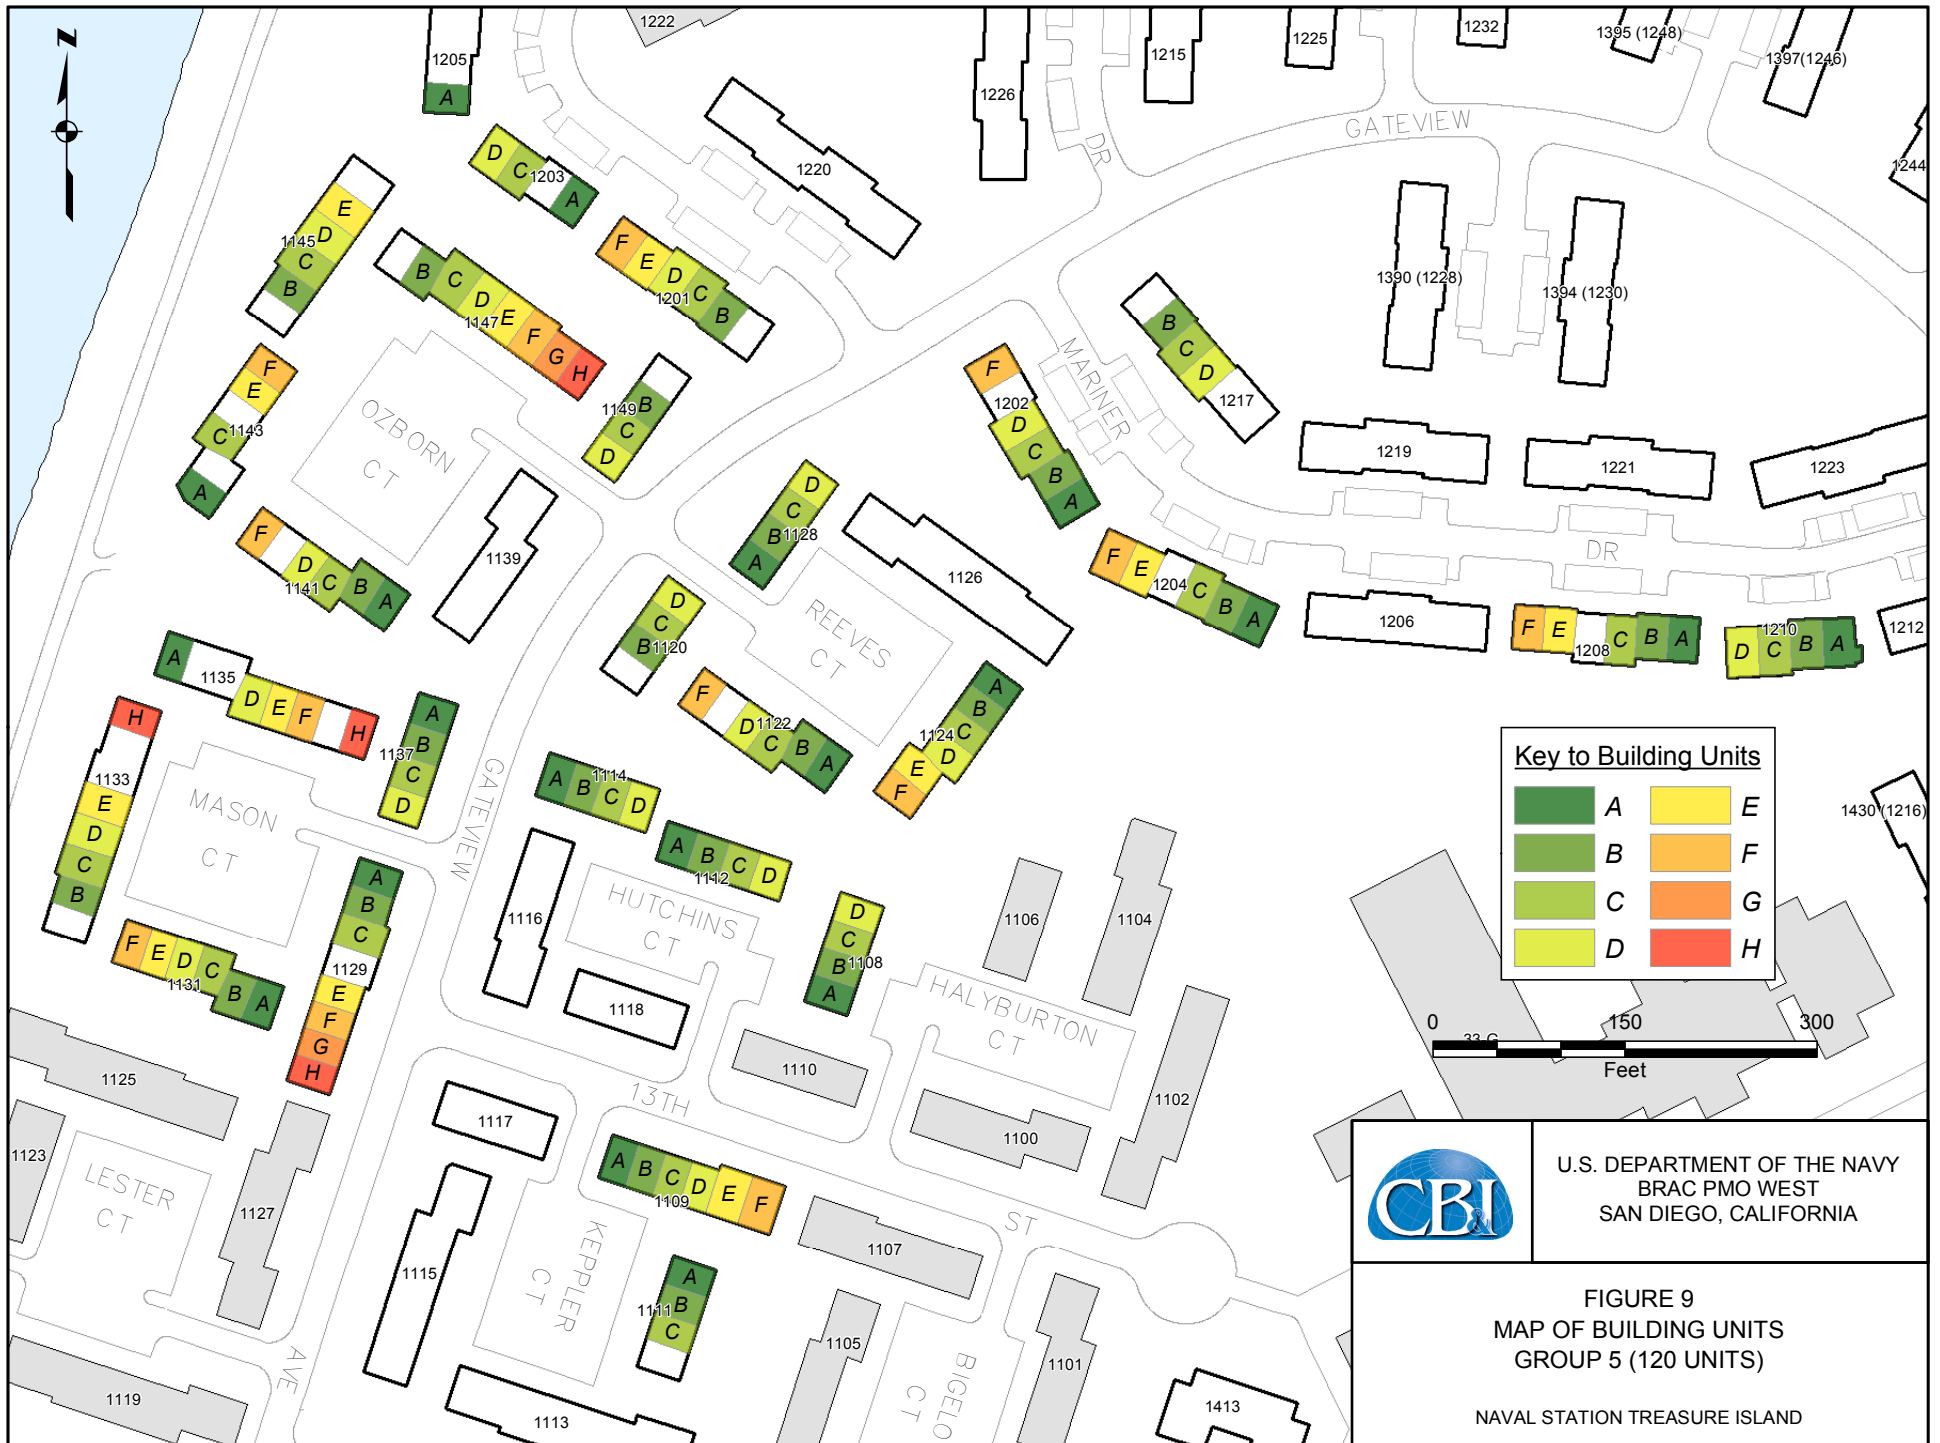 1222
1205
A
1226
1215
1225
1232
1395 (1248)
1397(1246)
1244
Z
GATEVIEW
DR
D C 1203 A
1220
E
1145 D
C
B
B C D E F G H
1147
F E D C B
1201
1390 (1228)
1394 (1230)
B
C
D
1217
MARINER
F
1202
D
C
B
A
F
E
C 1143
A
OZBORN
CT
1149 B
C
D
1219
1221
1223
D
C
B 1128
A
1139
1126
F D C B A
1141
DR
F E 1204 C B A
1206
F E 1208 C B A
1210
D C B A
1212
D
C
B 1120
REEVES
CT
A 1135 D E F H
F D 1122 C B A
A
B
C
1124 D
E
F
H
1133
E
D
C
B
A
1137 B
C
D
MASON
CT
GATEVIEW
A B 1114 C D
A B C D
1112
Key to Building Units
A E
B F
C G
D H
1430 (1216)
A
B
C
1129
E
F
G
H
F E D C B A
1131
1116
HUTCHINS
CT
1118
D
C
B 1108
A
1106
1104
HALYBURTON
CT
1110
1102
1100
0 150 300
33 G
Feet
1125
1123
1127
LESTER
CT
1117
13TH
A B C D E F
1109
1107
ST
1115
KEPPLER
CT
A
1111 B
C
1105
1101
BIGELO
CT
AVE
1119
1113
1413
CB&I
U.S. DEPARTMENT OF THE NAVY
BRAC PMO WEST
SAN DIEGO, CALIFORNIA
FIGURE 9
MAP OF BUILDING UNITS
GROUP 5 (120 UNITS)
NAVAL STATION TREASURE ISLAND